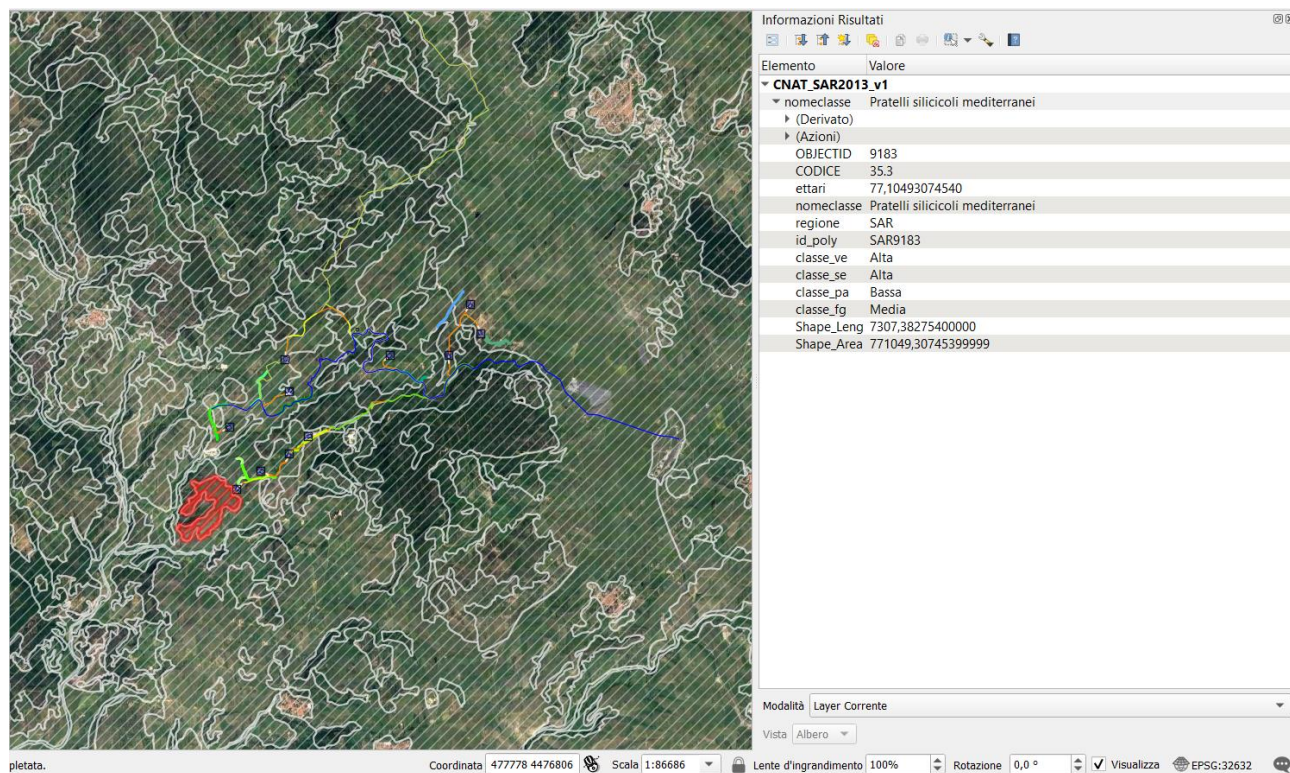 Informazioni Risultati
Elemento Valore
CNAT_SAR2013_v1
nomeclasse Pratelli silicicoli mediterranei
(Derivato)
(Azioni)
OBJECTID 9183
CODICE 35.3
ettari 77,10493074540
nomeclasse Pratelli silicicoli mediterranei
regione SAR
id_poly SAR9183
classe_ve Alta
classe_se Alta
classe_pa Bassa
classe_fg Media
Shape_Leng 7307,38275400000
Shape_Area 771049,30745399999
Modalità Layer Corrente
Vista Albero
pletata. Coordinata 477778 4476806 Scala 1:86686 Lente d'ingrandimento 100% Rotazione 0,0 ° Visualizza EPSG:32632